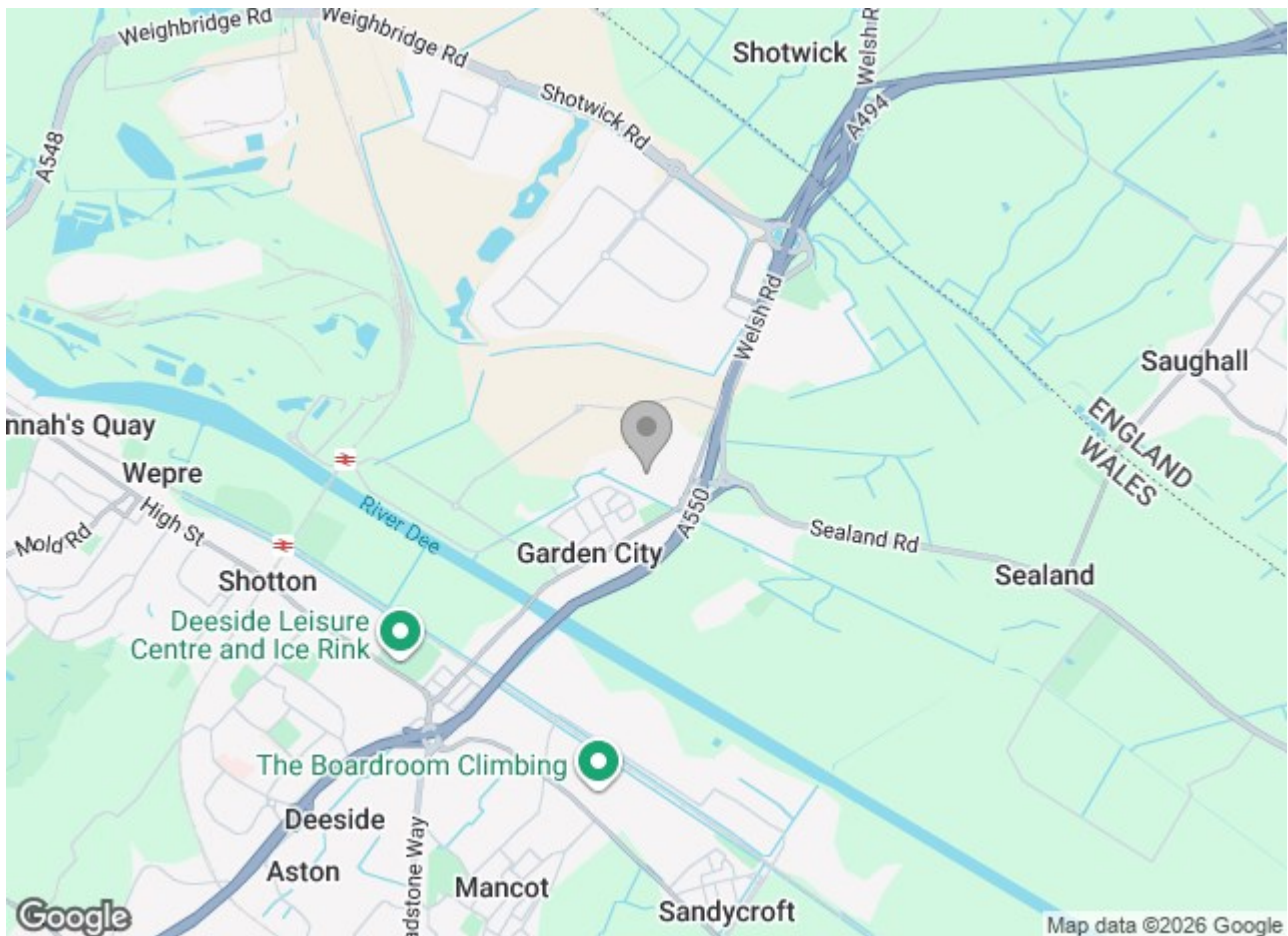 Weighbridge Rd
Weighbridge Rd
Shotwick
Welsh R
A494
Shotwick Rd
A548
Welsh Rd
Saughall
ENGLAND
WALES
nnah's Quay
Wepre
High St
Mold Rd
River Dee
A550
Sealand Rd
Garden City
Sealand
Shotton
Deeside Leisure
Centre and Ice Rink
The Boardroom Climbing
Deeside
Aston
adstone Way
Mancot
Sandycroft
Google
Map data ©2026 Google